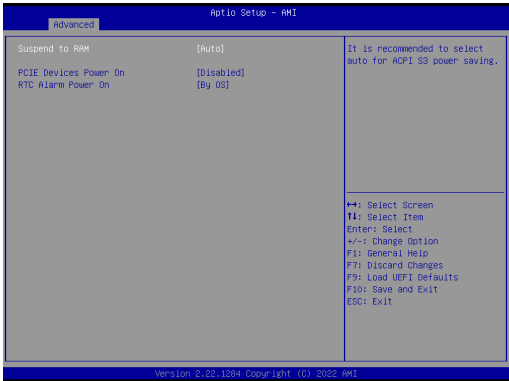 Aptio Setup - AMI
Advanced
Suspend to RAM [Auto]
PCIE Devices Power On [Disabled]
RTC Alarm Power On [By OS]
It is recommended to select
auto for ACPI S3 power saving.
↔: Select Screen
↑↓: Select Item
Enter: Select
+/-: Change Option
F1: General Help
F7: Discard Changes
F9: Load UEFI Defaults
F10: Save and Exit
ESC: Exit
Version 2.22.1284 Copyright (C) 2022 AMI